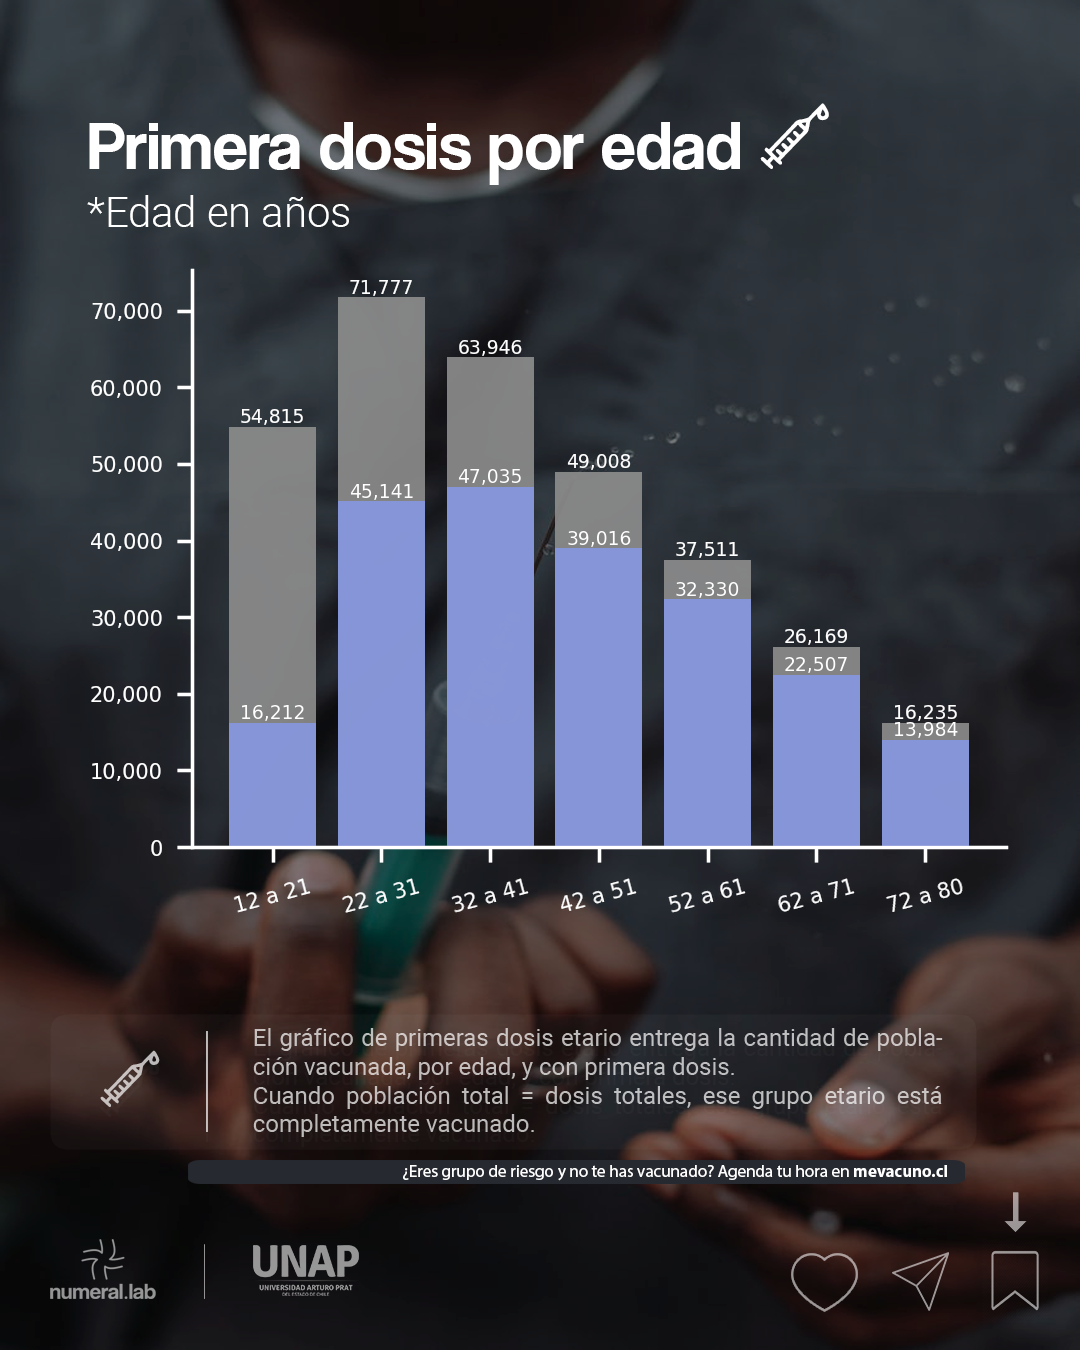 Primera dosis por edad
*Edad en años
71,777
70,000
63,946
60,000
54,815
50,000
49,008
47,035
45,141
40,000
39,016
37,511
32,330
30,000
26,169
22,507
20,000
16,212
16,235
13,984
10,000
0
12 a 21
22 a 31
32 a 41
42 a 51
52 a 61
62 a 71
72 a 80
El gráfico de primeras dosis etario entrega la cantidad de pobla-
ción vacunada, por edad, y con primera dosis.
Cuando población total = dosis totales, ese grupo etario está
completamente vacunado.
¿Eres grupo de riesgo y no te has vacunado? Agenda tu hora en mevacuno.cl
numeral.lab
UNAP
UNIVERSIDAD ARTURO PRAT
DEL ESTADO DE CHILE